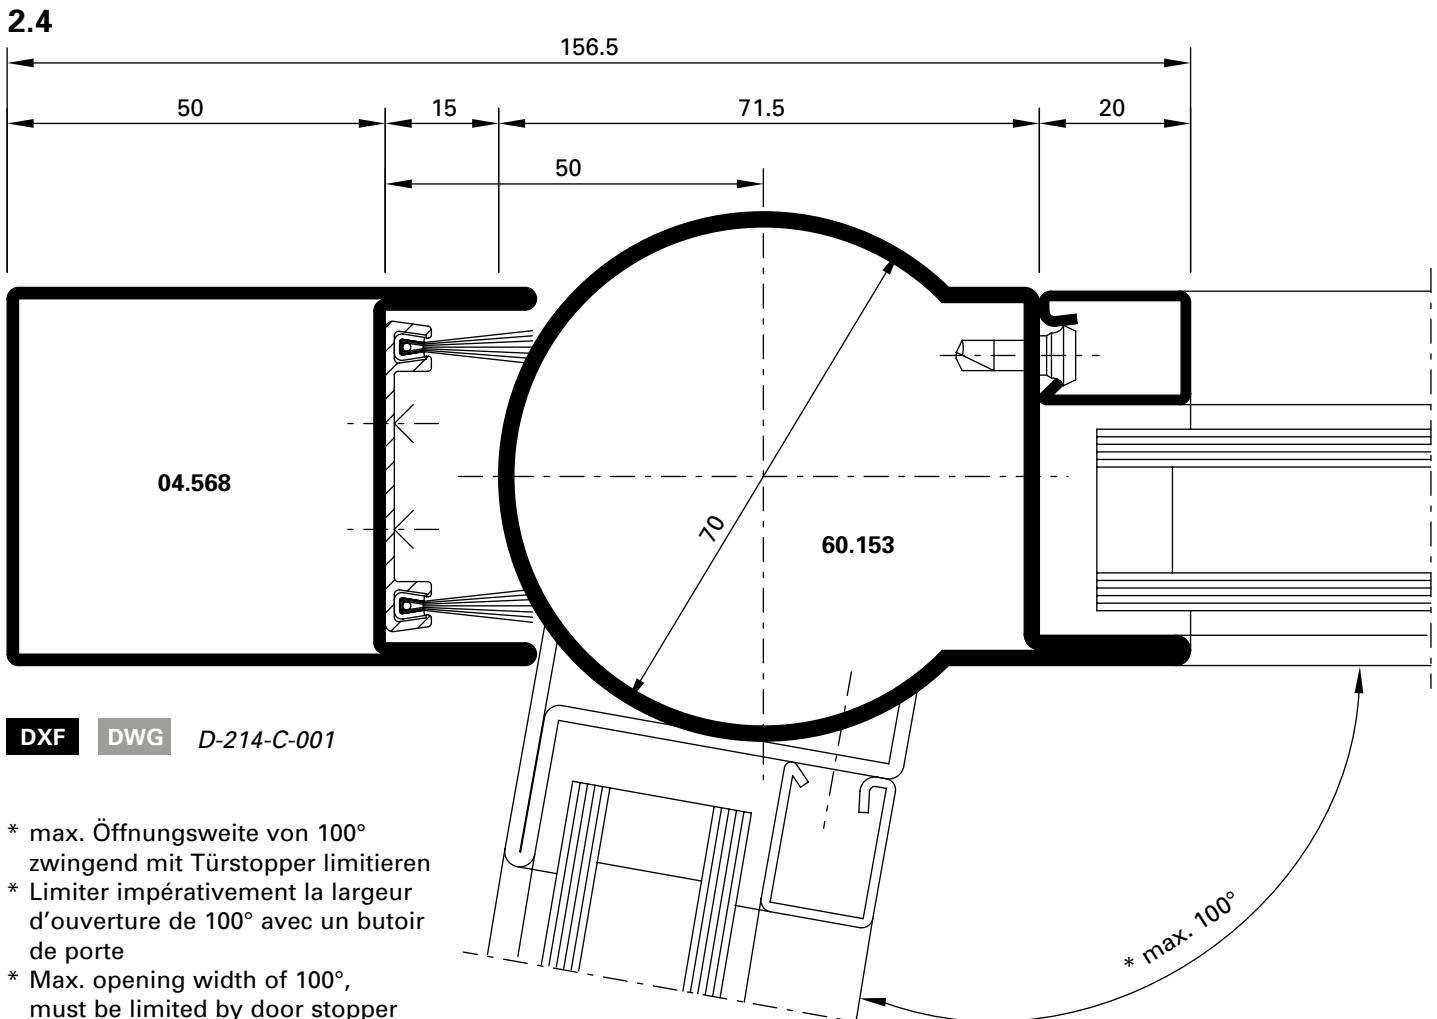 2.4
156.5
50
15
71.5
20
50
04.568
70
60.153
DXF DWG D-214-C-001
* max. Öffnungsweite von 100°
zwingend mit Türstopper limitieren
* Limiter impérativement la largeur
d'ouverture de 100° avec un butoir
de porte
* Max. opening width of 100°,
must be limited by door stopper
* max. 100°